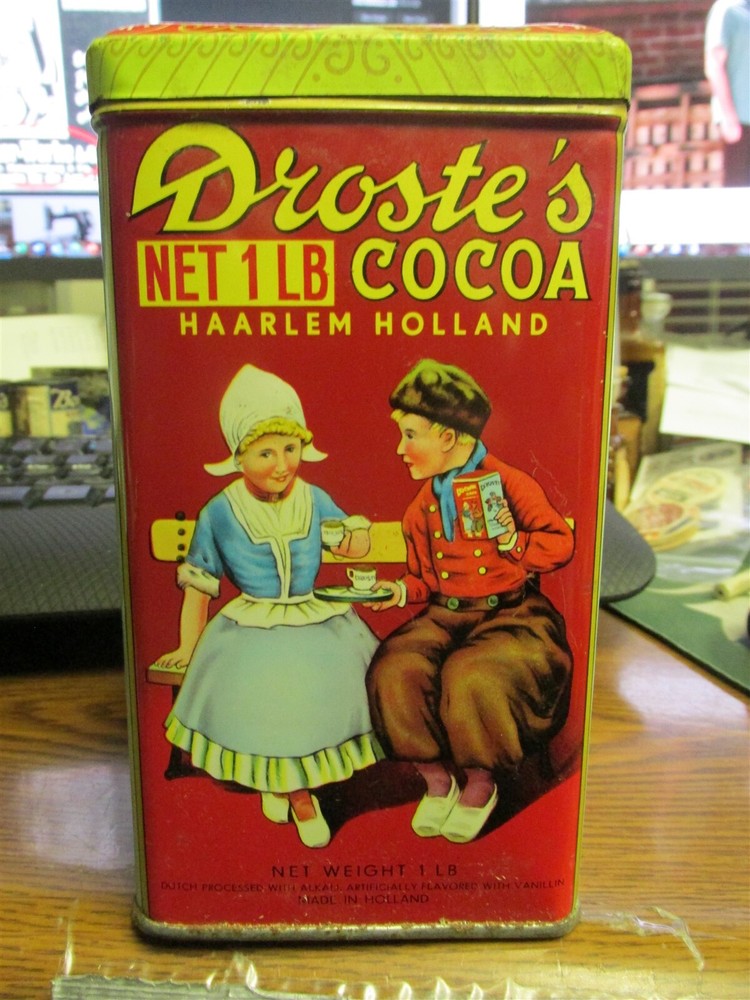 Droste's
NET 1 LB COCOA
HAARLEM HOLLAND
NET WEIGHT 1 LB
DUTCH PROCESSED WITH ALKALI, ARTIFICIALLY FLAVORED WITH VANILLIN
MADE IN HOLLAND